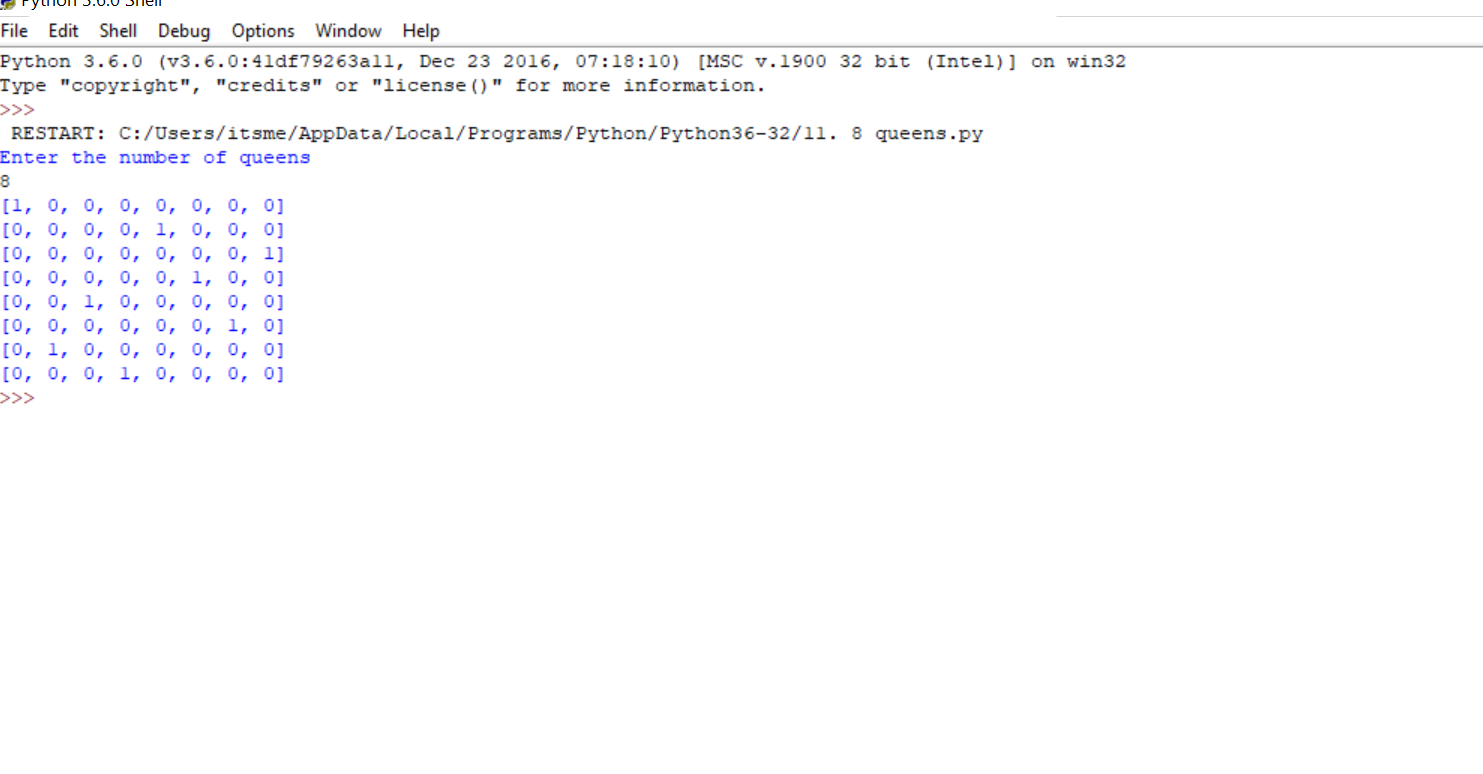 Python 3.6.0 Shell
File Edit Shell Debug Options Window Help
Python 3.6.0 (v3.6.0:41df79263a11, Dec 23 2016, 07:18:10) [MSC v.1900 32 bit (Intel)] on win32
Type "copyright", "credits" or "license()" for more information.
>>>
 RESTART: C:/Users/itsme/AppData/Local/Programs/Python/Python36-32/11. 8 queens.py
Enter the number of queens
8
[1, 0, 0, 0, 0, 0, 0, 0]
[0, 0, 0, 0, 1, 0, 0, 0]
[0, 0, 0, 0, 0, 0, 0, 1]
[0, 0, 0, 0, 0, 1, 0, 0]
[0, 0, 1, 0, 0, 0, 0, 0]
[0, 0, 0, 0, 0, 0, 1, 0]
[0, 1, 0, 0, 0, 0, 0, 0]
[0, 0, 0, 1, 0, 0, 0, 0]
>>>